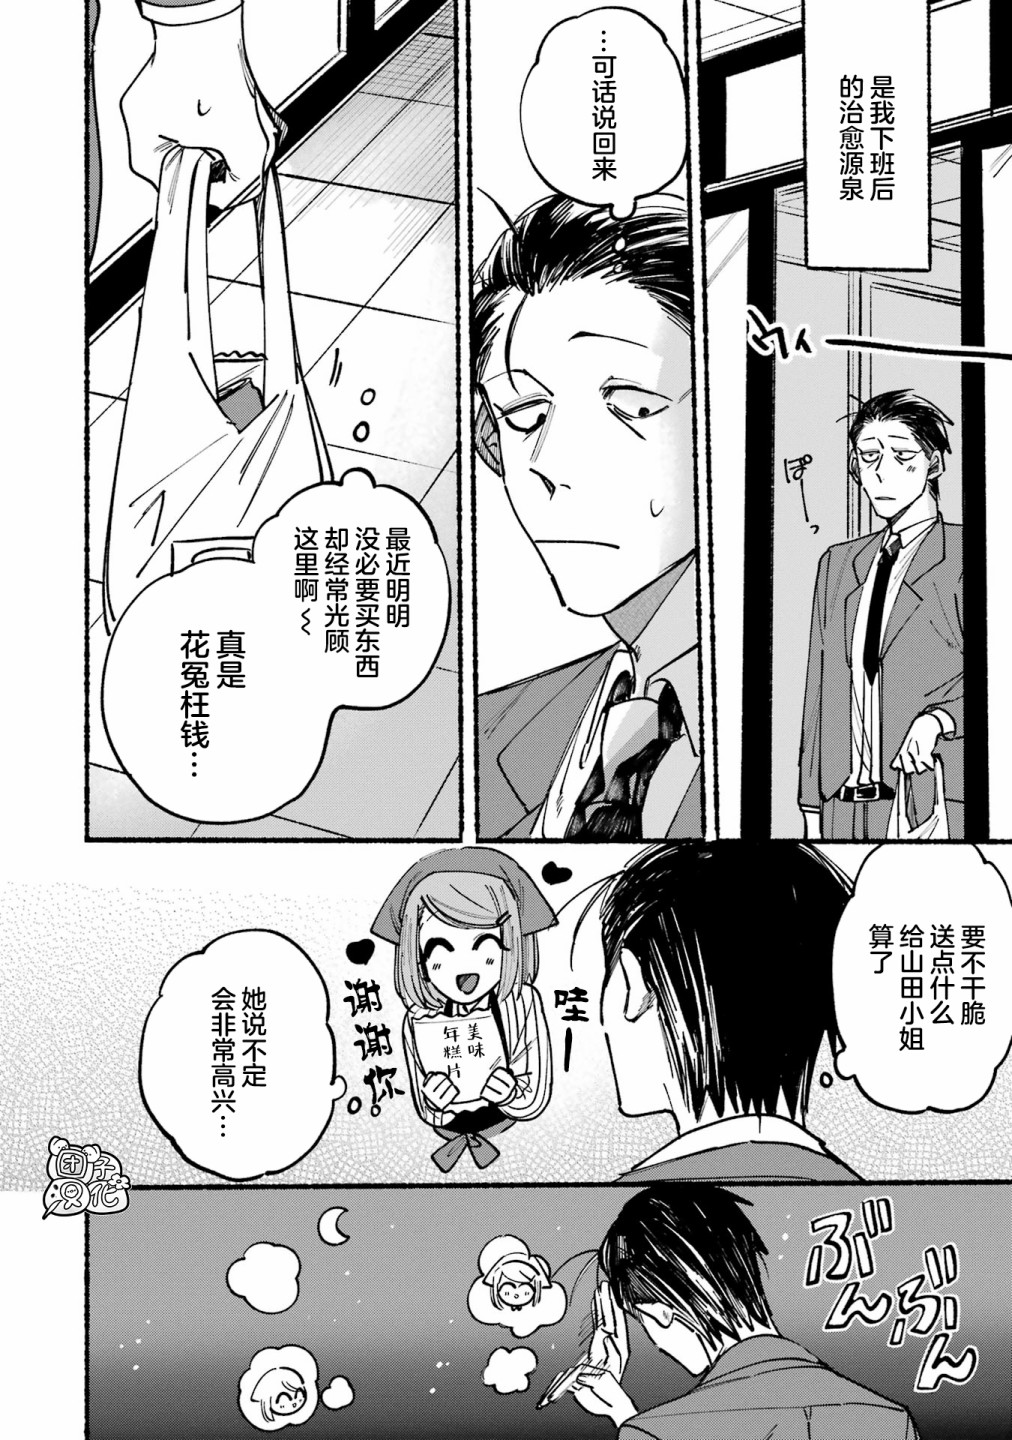 是我下班后
的治愈源泉
ぽーっ
…可话说回来
最近明明
没必要买东西
却经常光顾
这里啊～
真是
花冤枉钱…
要不干脆
送点什么
给山田小姐
算了
哇—
美味
年糕片
谢谢你
她说不定
会非常高兴…
ぶんぶん
团子
汉化